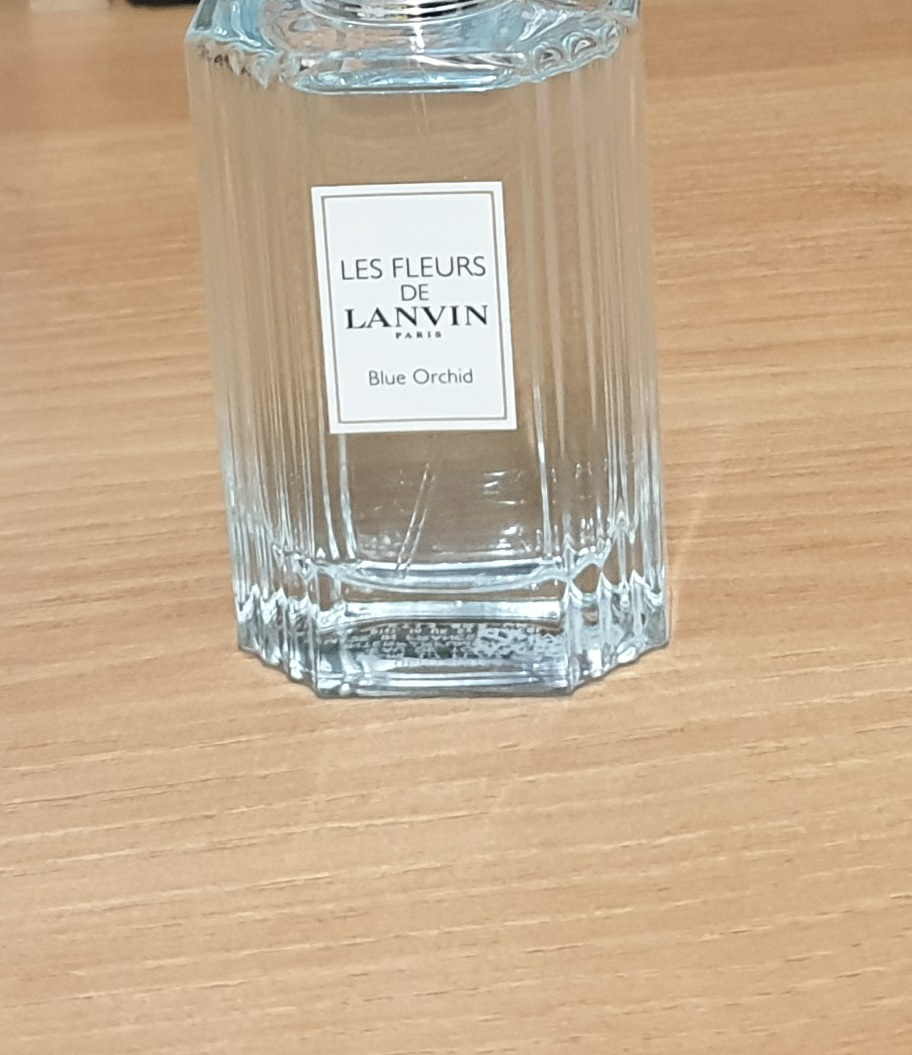 LES FLEURS
DE
LANVIN
PARIS
Blue Orchid